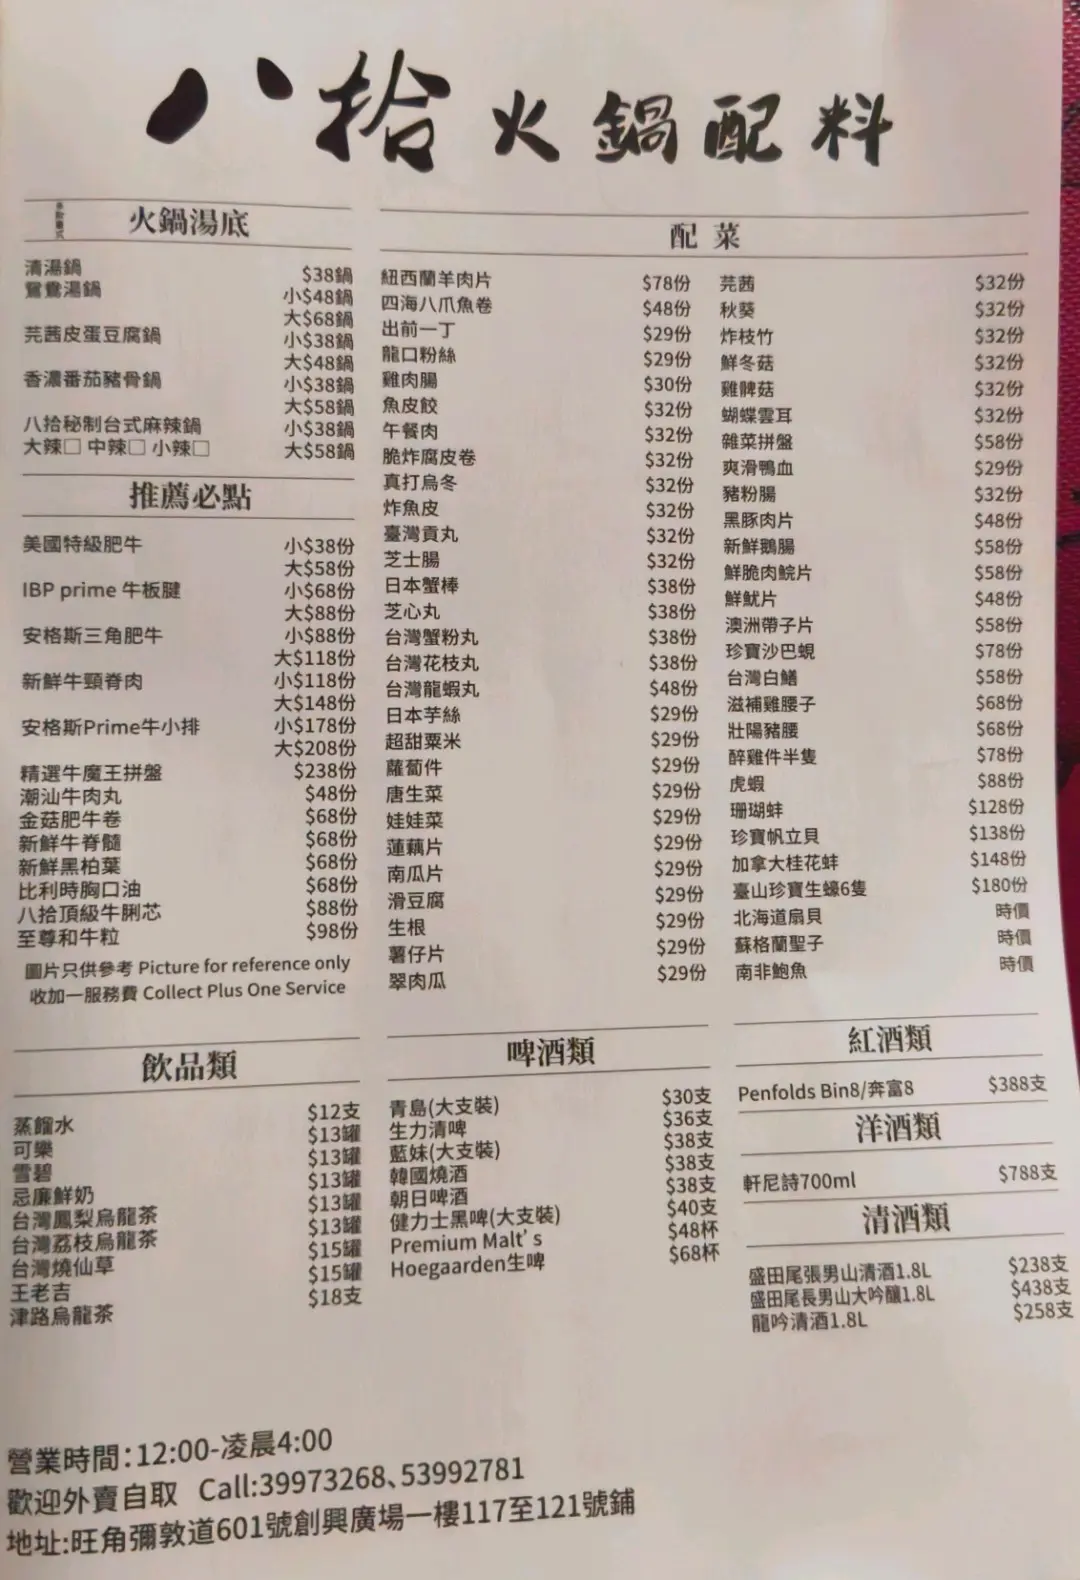 八拾火鍋配料
火鍋湯底
清湯鍋 $38鍋
鴛鴦湯鍋 小$48鍋
大$68鍋
芫茜皮蛋豆腐鍋 小$38鍋
大$48鍋
香濃番茄豬骨鍋 小$38鍋
大$58鍋
八拾秘制台式麻辣鍋 小$38鍋
大辣□ 中辣□ 小辣□ 大$58鍋
推薦必點
美國特級肥牛 小$38份
大$58份
IBP prime 牛板腱 小$68份
大$88份
安格斯三角肥牛 小$88份
大$118份
新鮮牛頸脊肉 小$118份
大$148份
安格斯Prime牛小排 小$178份
大$208份
精選牛魔王拼盤 $238份
潮汕牛肉丸 $48份
金菇肥牛卷 $68份
新鮮牛脊髓 $68份
新鮮黑柏葉 $68份
比利時胸口油 $68份
八拾頂級牛脷芯 $88份
至尊和牛粒 $98份
圖片只供參考 Picture for reference only
收加一服務費 Collect Plus One Service
配菜
紐西蘭羊肉片 $78份
四海八爪魚卷 $48份
出前一丁 $29份
龍口粉絲 $29份
雞肉腸 $30份
魚皮餃 $32份
午餐肉 $32份
脆炸腐皮卷 $32份
真打烏冬 $32份
炸魚皮 $32份
臺灣貢丸 $32份
芝士腸 $32份
日本蟹棒 $38份
芝心丸 $38份
台灣蟹粉丸 $38份
台灣花枝丸 $38份
台灣龍蝦丸 $48份
日本芋絲 $29份
超甜粟米 $29份
蘿蔔件 $29份
唐生菜 $29份
娃娃菜 $29份
蓮藕片 $29份
南瓜片 $29份
滑豆腐 $29份
生根 $29份
薯仔片 $29份
翠肉瓜 $29份
芫茜 $32份
秋葵 $32份
炸枝竹 $32份
鮮冬菇 $32份
雞髀菇 $32份
蝴蝶雲耳 $32份
雜菜拼盤 $58份
爽滑鴨血 $29份
豬粉腸 $32份
黑豚肉片 $48份
新鮮鵝腸 $58份
鮮脆肉鯇片 $58份
鮮魷片 $48份
澳洲帶子片 $58份
珍寶沙巴蜆 $78份
台灣白鱔 $58份
滋補雞腰子 $68份
壯陽豬腰 $68份
醉雞件半隻 $78份
虎蝦 $88份
珊瑚蚌 $128份
珍寶帆立貝 $138份
加拿大桂花蚌 $148份
臺山珍寶生蠔6隻 $180份
北海道扇貝 時價
蘇格蘭聖子 時價
南非鮑魚 時價
飲品類
蒸餾水 $12支
可樂 $13罐
雪碧 $13罐
忌廉鮮奶 $13罐
台灣鳳梨烏龍茶 $13罐
台灣荔枝烏龍茶 $13罐
台灣燒仙草 $15罐
王老吉 $15罐
津路烏龍茶 $18支
啤酒類
青島(大支裝) $30支
生力清啤 $36支
藍妹(大支裝) $38支
韓國燒酒 $38支
朝日啤酒 $38支
健力士黑啤(大支裝) $40支
Premium Malt's $48杯
Hoegaarden生啤 $68杯
紅酒類
Penfolds Bin8/奔富8 $388支
洋酒類
軒尼詩700ml $788支
清酒類
盛田尾張男山清酒1.8L $238支
盛田尾長男山大吟釀1.8L $438支
龍吟清酒1.8L $258支
營業時間:12:00-凌晨4:00
歡迎外賣自取 Call:39973268、53992781
地址:旺角彌敦道601號創興廣場一樓117至121號鋪